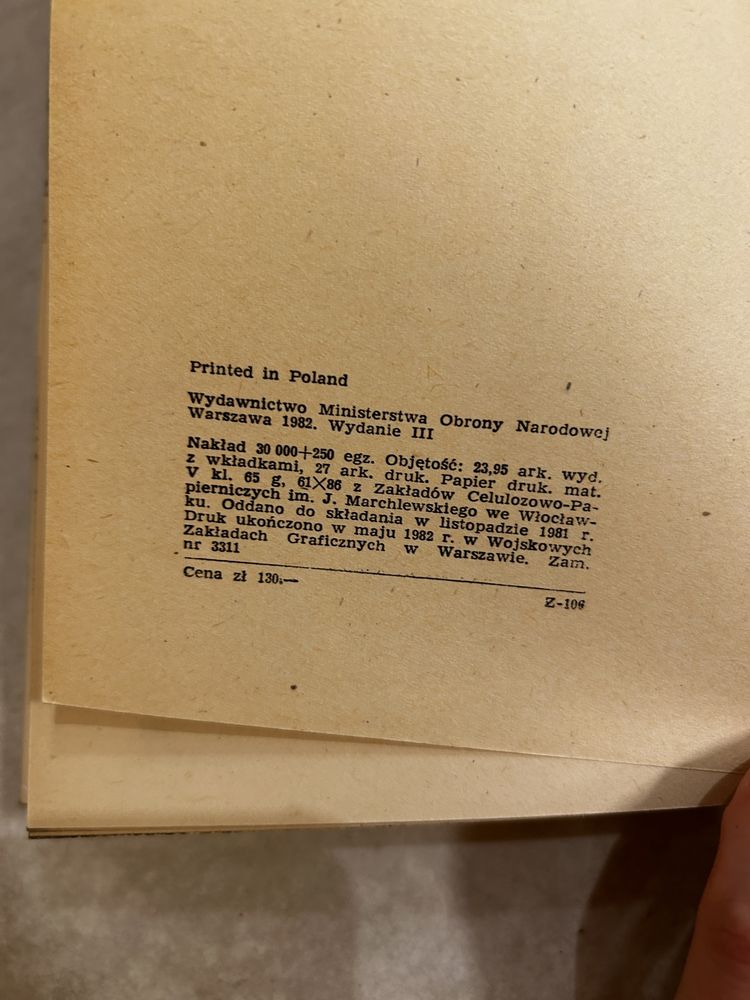 Printed in Poland
Wydawnictwo Ministerstwa Obrony Narodowej
Warszawa 1982. Wydanie III
Nakład 30 000+250 egz. Objętość: 23,95 ark. wyd.
z wkładkami, 27 ark. druk. Papier druk. mat.
V kl. 65 g, 61×86 z Zakładów Celulozowo-Pa-
pierniczych im. J. Marchlewskiego we Włocław-
ku. Oddano do składania w listopadzie 1981 r.
Druk ukończono w maju 1982 r. w Wojskowych
Zakładach Graficznych w Warszawie. Zam.
nr 3311
Cena zł 130,—
Z-106